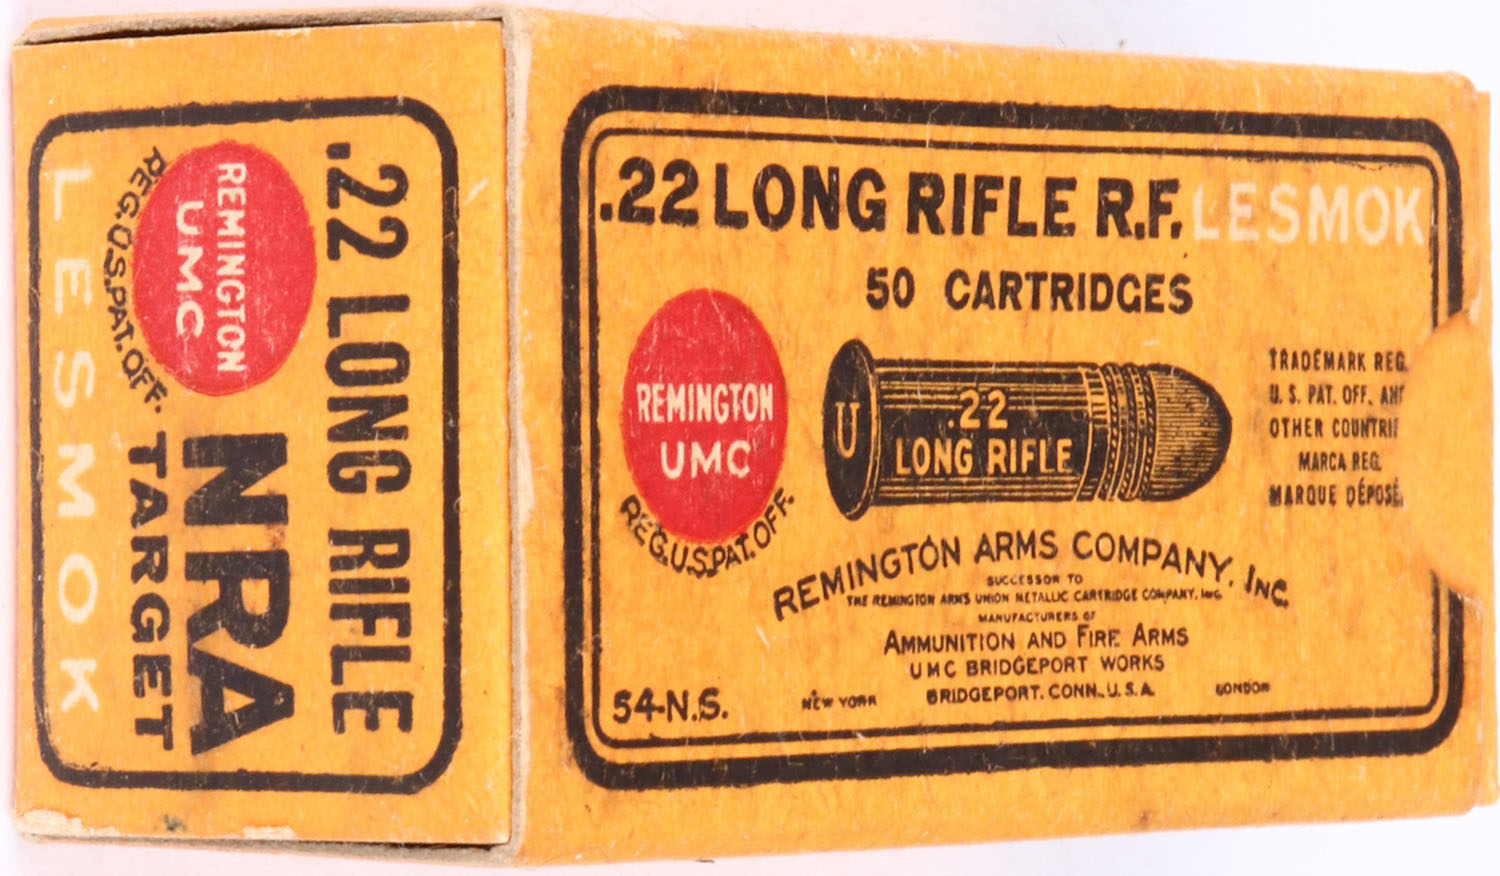 .22 LONG RIFLE
REMINGTON
UMC
REG.U.S.PAT.OFF.
NRA
TARGET
LESMOK
.22 LONG RIFLE R.F. LESMOK
50 CARTRIDGES
REMINGTON
UMC
REG.U.S.PAT.OFF.
U
.22
LONG RIFLE
TRADEMARK REG.
U. S. PAT. OFF. AN
OTHER COUNTRI
MARCA REG.
MARQUE DÉPOSÉ.
REMINGTON ARMS COMPANY, INC.
SUCCESSOR TO
THE REMINGTON ARMS UNION METALLIC CARTRIDGE COMPANY, INC.
MANUFACTURERS OF
AMMUNITION AND FIRE ARMS
UMC BRIDGEPORT WORKS
BRIDGEPORT. CONN., U.S.A.
NEW YORK
LONDON
54-N.S.